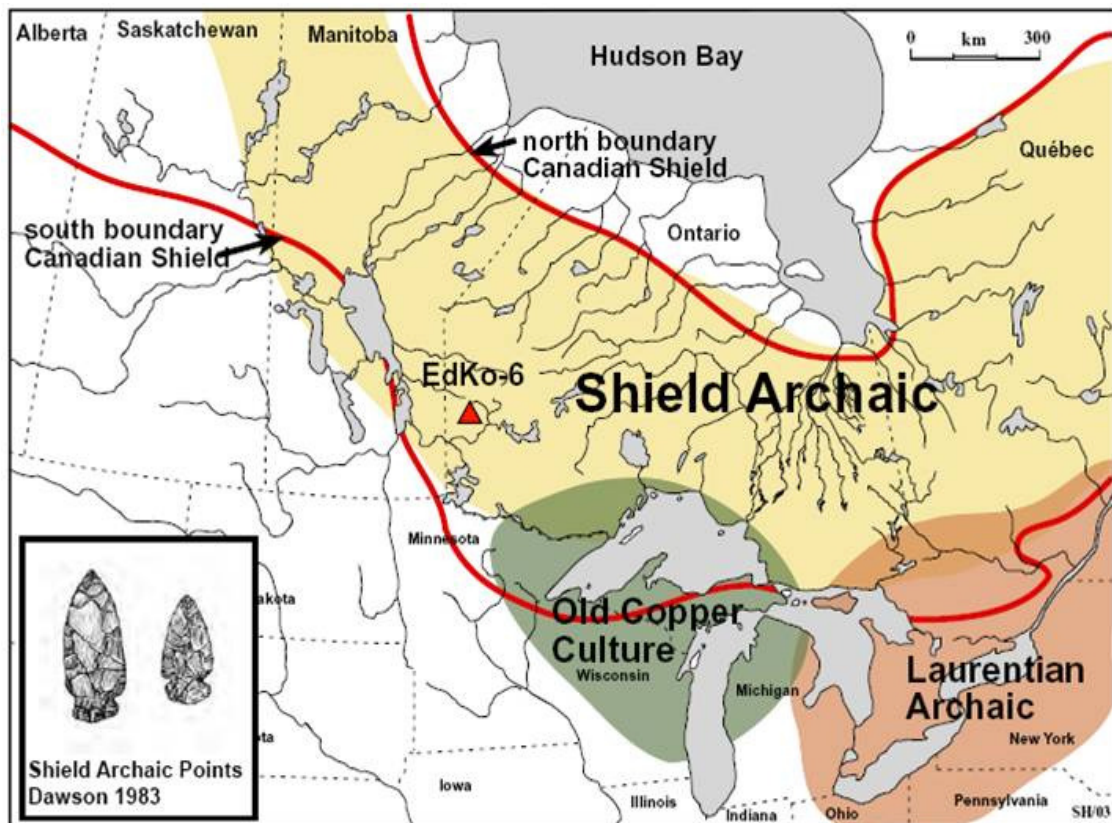 Alberta
Saskatchewan
Manitoba
Hudson Bay
0 km 300
north boundary
Canadian Shield
Québec
south boundary
Canadian Shield
Ontario
EdKo-6
Shield Archaic
Minnesota
akota
Old Copper
Culture
Wisconsin
Michigan
Laurentian
Archaic
New York
ota
Iowa
Illinois
Indiana
Ohio
Pennsylvania
Shield Archaic Points
Dawson 1983
SH/03